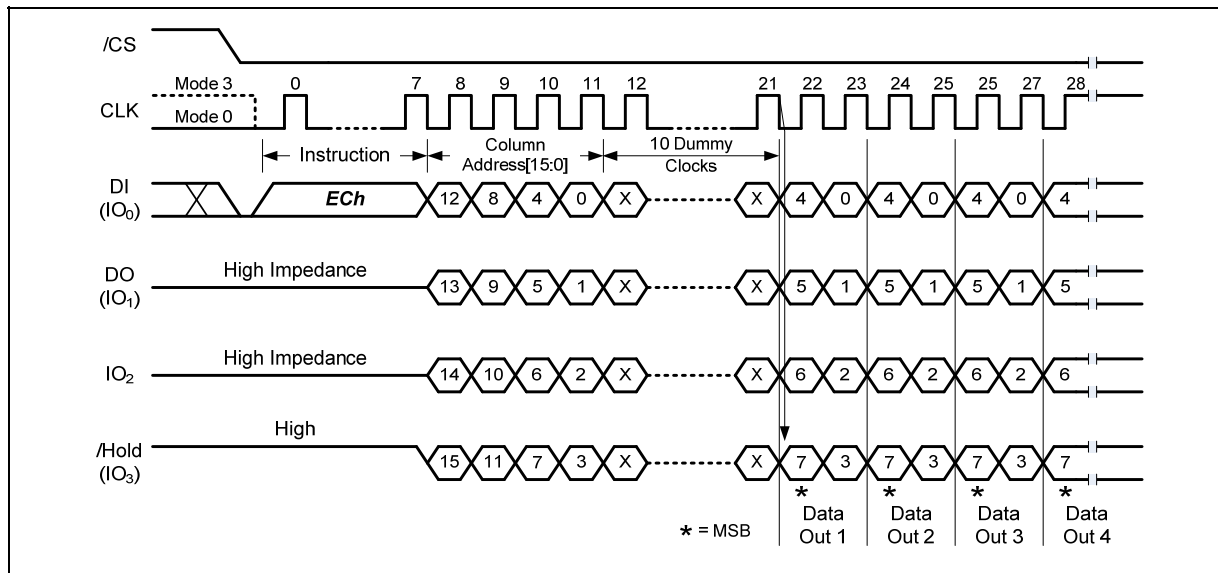 /CS
Mode 3 0 7 8 9 10 11 12 21 22 23 24 25 25 27 28
CLK
Mode 0
Instruction
Column
Address[15:0]
10 Dummy
Clocks
DI
(IO0)
ECh 12 8 4 0 X X 4 0 4 0 4 0 4
DO
(IO1)
High Impedance
13 9 5 1 X X 5 1 5 1 5 1 5
IO2
High Impedance
14 10 6 2 X X 6 2 6 2 6 2 6
/Hold
(IO3)
High
15 11 7 3 X X 7 3 7 3 7 3 7
* * * *
* = MSB
Data
Out 1
Data
Out 2
Data
Out 3
Data
Out 4